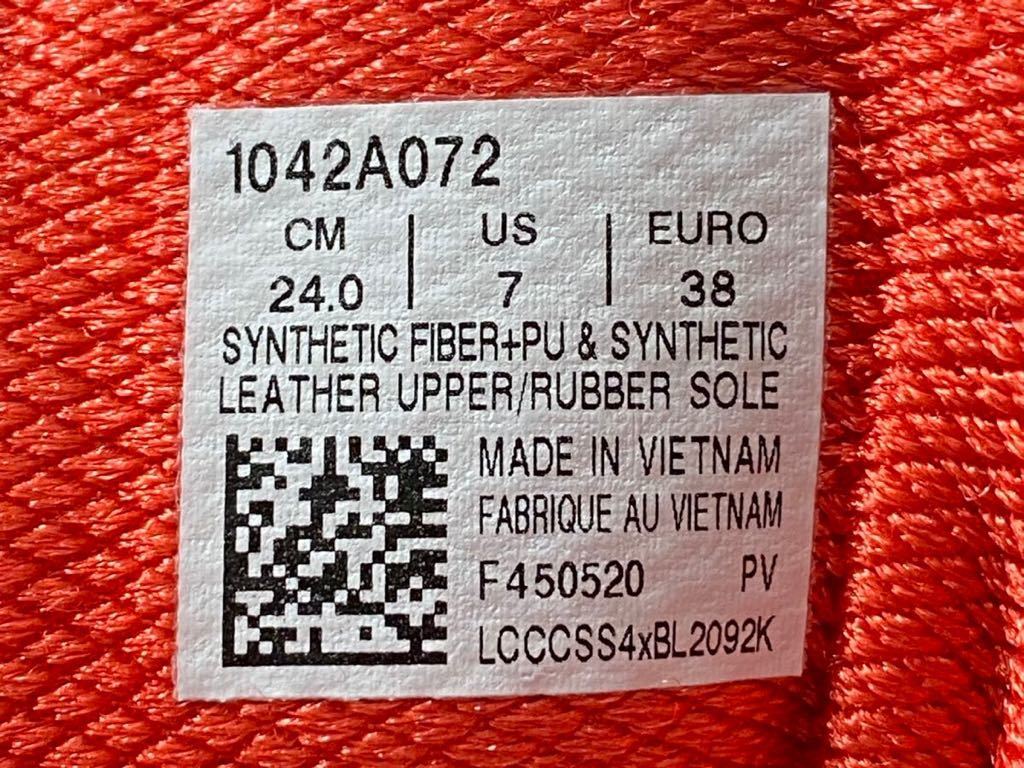 1042A072
CM | US | EURO
24.0 | 7 | 38
SYNTHETIC FIBER+PU & SYNTHETIC
LEATHER UPPER/RUBBER SOLE
MADE IN VIETNAM
FABRIQUE AU VIETNAM
F450520 PV
LCCCSS4xBL2092K